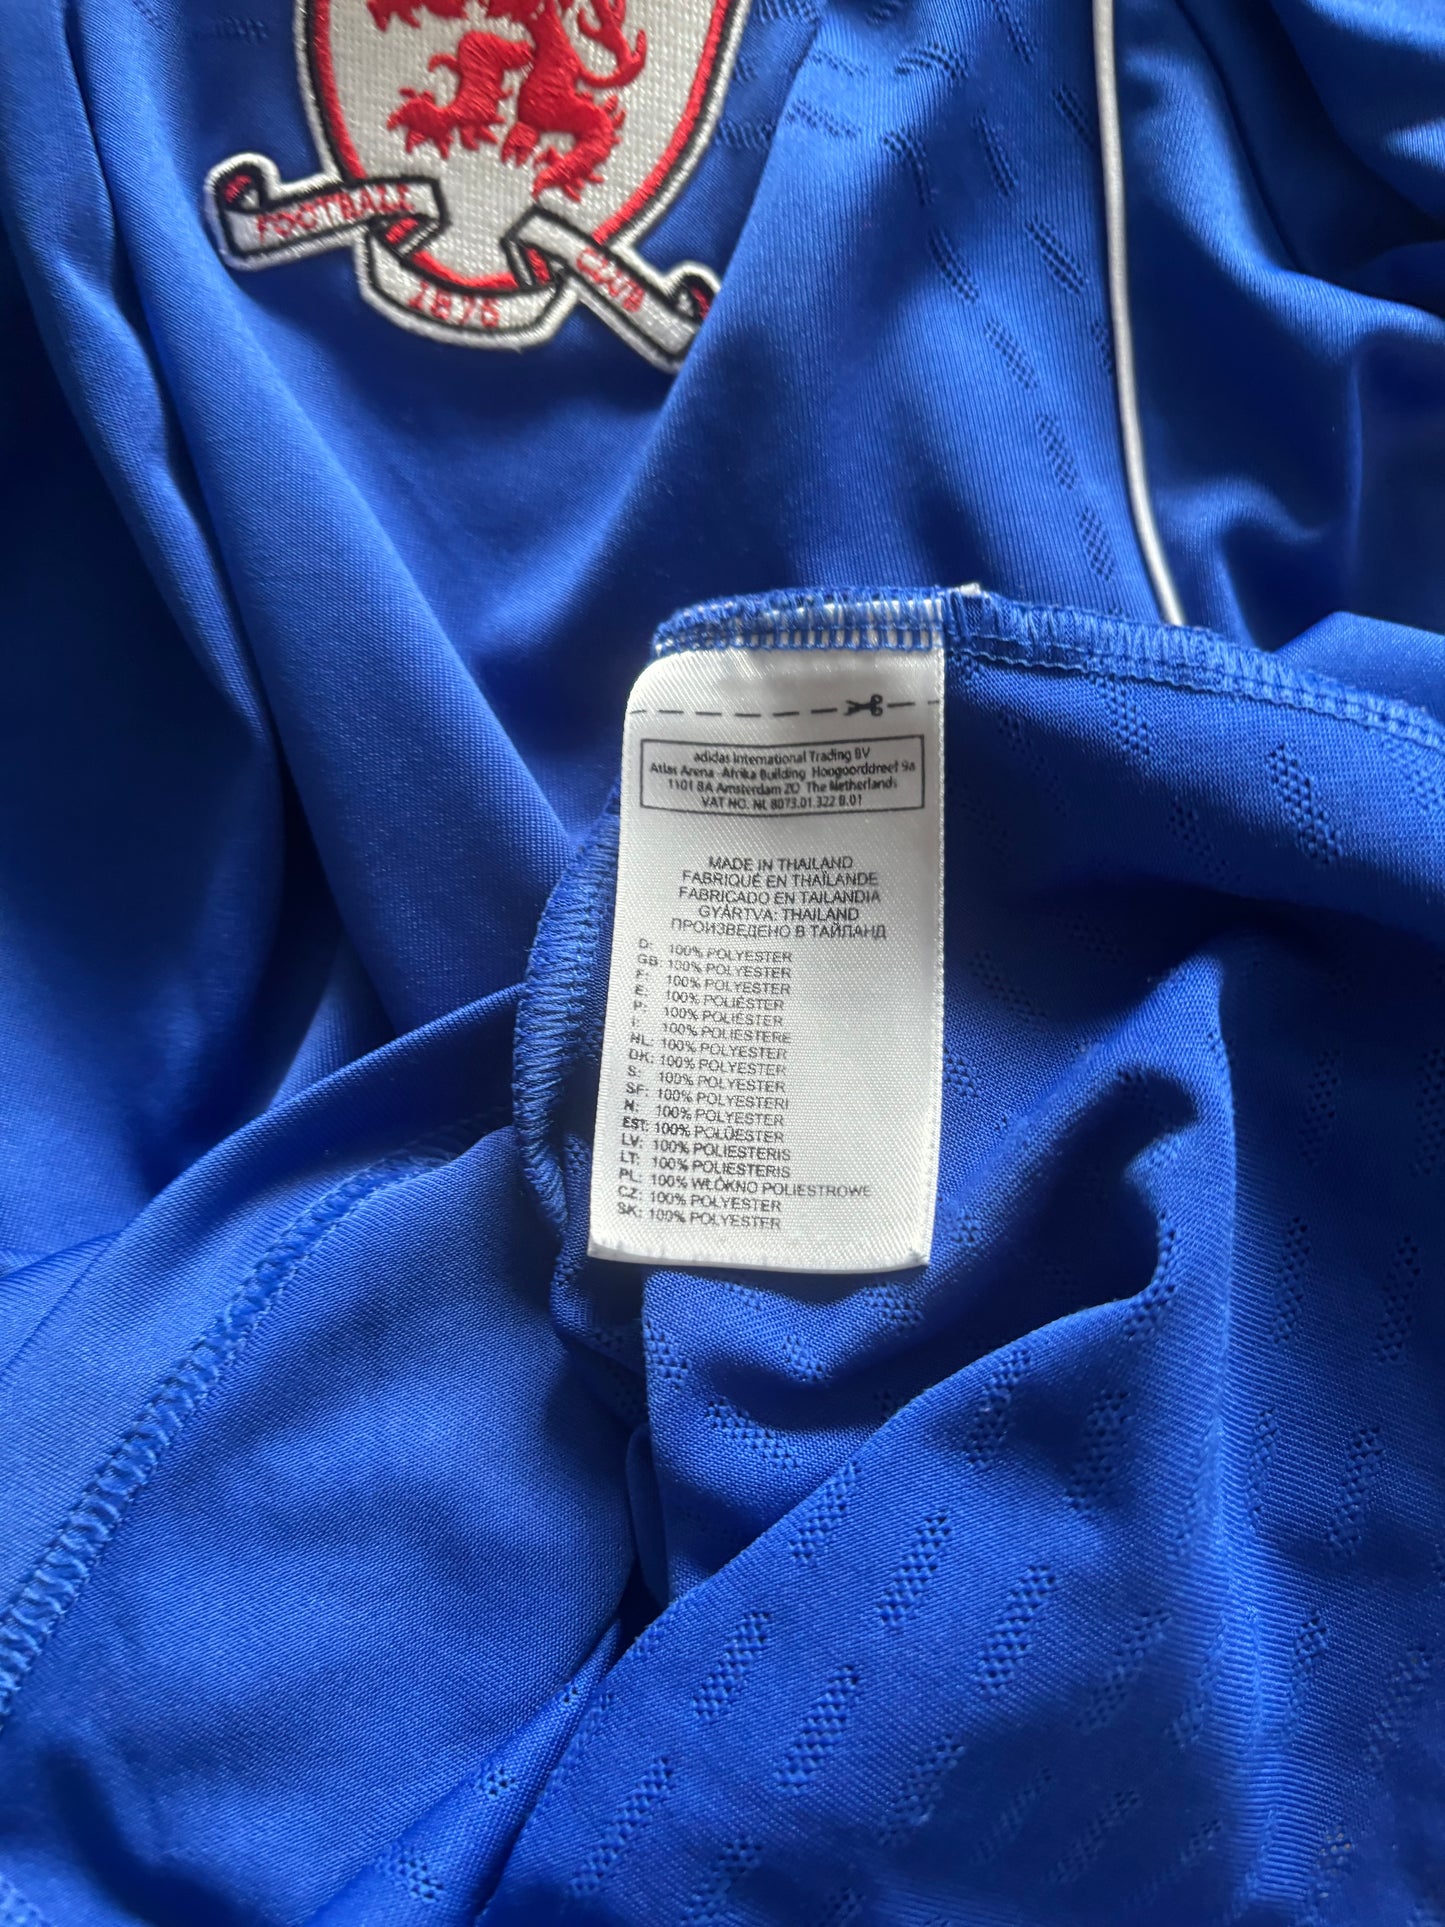 FOOTBALL
1876
CLUB
adidas International Trading BV
Atlas Arena - Afrika Building Hoogoorddreef 9a
1101 BA Amsterdam ZO The Netherlands
VAT NO. NL 8073.01.322.B.01
MADE IN THAILAND
FABRIQUÉ EN THAÏLANDE
FABRICADO EN TAILANDIA
GYÁRTVA: THAILAND
ПРОИЗВЕДЕНО В ТАЙЛАНД
D: 100% POLYESTER
GB: 100% POLYESTER
F: 100% POLYESTER
E: 100% POLIÉSTER
P: 100% POLIÉSTER
I: 100% POLIESTERE
NL: 100% POLYESTER
DK: 100% POLYESTER
S: 100% POLYESTER
SF: 100% POLYESTERI
N: 100% POLYESTER
EST: 100% POLÜESTER
LV: 100% POLIESTERIS
LT: 100% POLIESTERIS
PL: 100% WŁÓKNO POLIESTROWE
CZ: 100% POLYESTER
SK: 100% POLYESTER